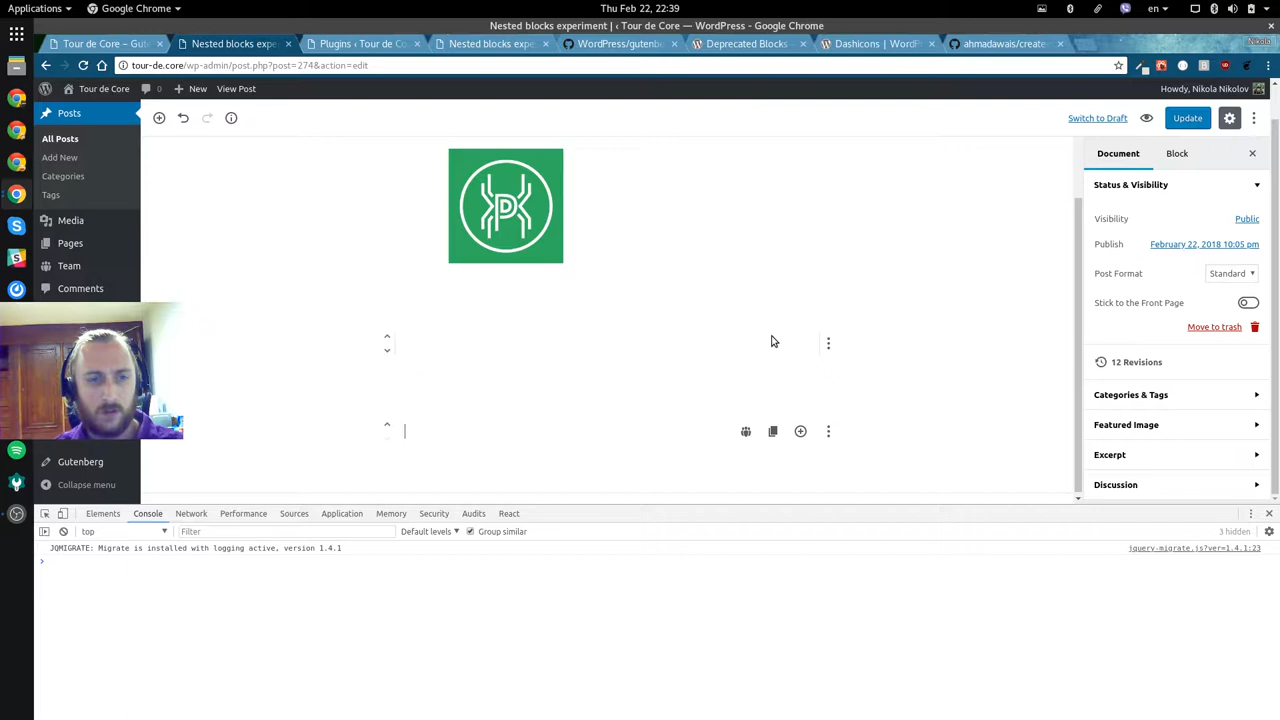 Applications
Google Chrome
Thu Feb 22, 22:39
en
Nested blocks experiment | ‹ Tour de Core — WordPress - Google Chrome
Tour de Core – Gute
Nested blocks expe
Plugins ‹ Tour de Co
Nested blocks expe
WordPress/gutenbe
Deprecated Blocks
Dashicons | WordP
ahmadawais/create
Nikola
tour-de.core/wp-admin/post.php?post=274&action=edit
Tour de Core
0
New
View Post
Howdy, Nikola Nikolov
Posts
All Posts
Add New
Categories
Tags
Media
Pages
Team
Comments
Gutenberg
Collapse menu
Switch to Draft
Update
Document
Block
Status & Visibility
Visibility
Public
Publish
February 22, 2018 10:05 pm
Post Format
Standard
Stick to the Front Page
Move to trash
12 Revisions
Categories & Tags
Featured Image
Excerpt
Discussion
Elements
Console
Network
Performance
Sources
Application
Memory
Security
Audits
React
top
Filter
Default levels
Group similar
3 hidden
JQMIGRATE: Migrate is installed with logging active, version 1.4.1
jquery-migrate.js?ver=1.4.1:23